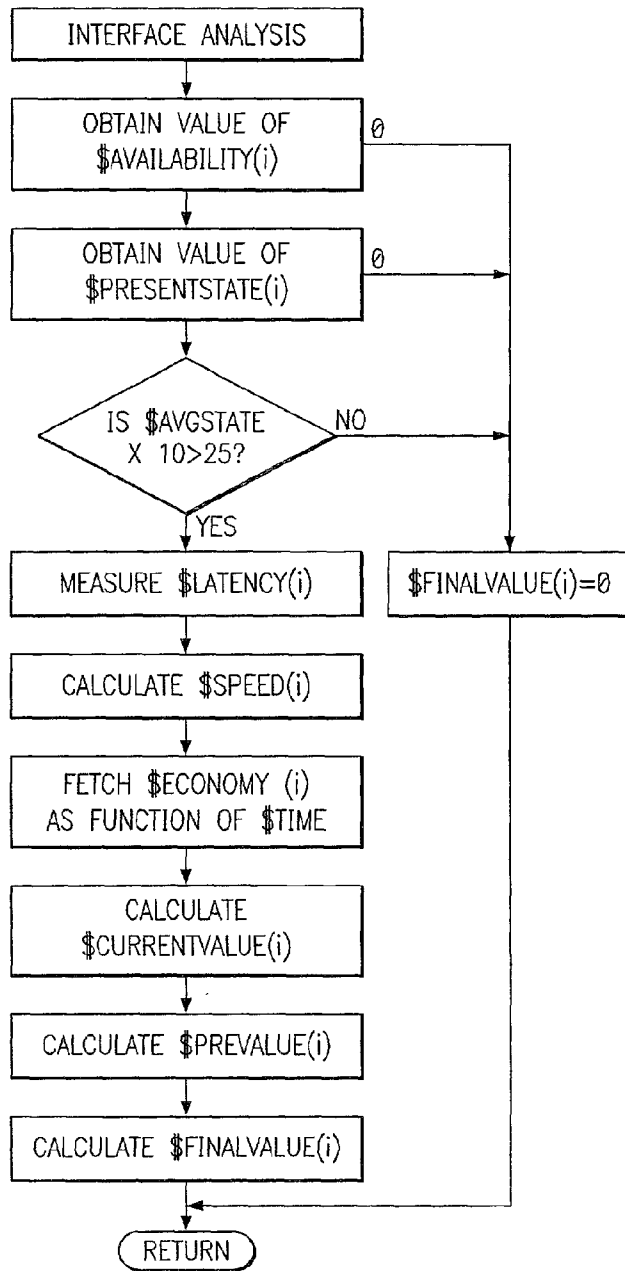 INTERFACE ANALYSIS
OBTAIN VALUE OF
$AVAILABILITY(i)
0
OBTAIN VALUE OF
$PRESENTSTATE(i)
0
IS $AVGSTATE
X 10>25?
NO
YES
MEASURE $LATENCY(i)
$FINALVALUE(i)=0
CALCULATE $SPEED(i)
FETCH $ECONOMY (i)
AS FUNCTION OF $TIME
CALCULATE
$CURRENTVALUE(i)
CALCULATE $PREVALUE(i)
CALCULATE $FINALVALUE(i)
RETURN